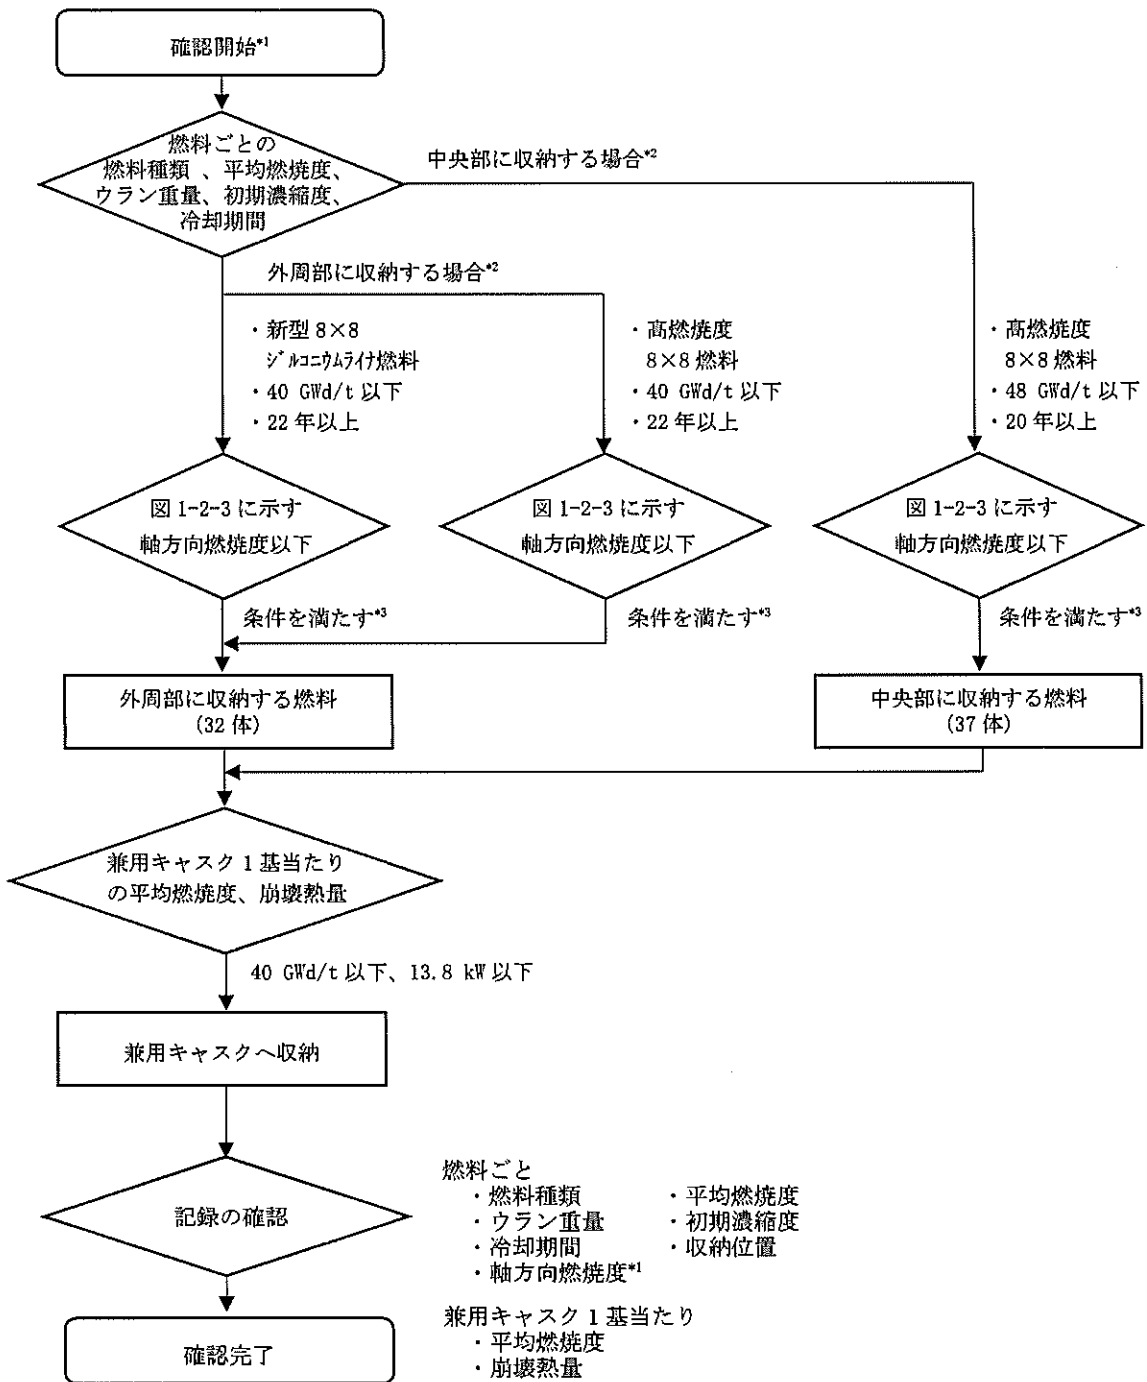 確認開始*1
燃料ごとの
燃料種類 、平均燃焼度、
ウラン重量、初期濃縮度、
冷却期間
中央部に収納する場合*2
外周部に収納する場合*2
・新型 8×8
ｼﾞﾙｺﾆｳﾑﾗｲﾅ燃料
・40 GWd/t 以下
・22 年以上
・高燃焼度
8×8 燃料
・40 GWd/t 以下
・22 年以上
・高燃焼度
8×8 燃料
・48 GWd/t 以下
・20 年以上
図 1-2-3 に示す
軸方向燃焼度以下
図 1-2-3 に示す
軸方向燃焼度以下
図 1-2-3 に示す
軸方向燃焼度以下
条件を満たす*3
条件を満たす*3
条件を満たす*3
外周部に収納する燃料
(32 体)
中央部に収納する燃料
(37 体)
兼用キャスク 1 基当たり
の平均燃焼度、崩壊熱量
40 GWd/t 以下、13.8 kW 以下
兼用キャスクへ収納
記録の確認
燃料ごと
・燃料種類 ・平均燃焼度
・ウラン重量 ・初期濃縮度
・冷却期間 ・収納位置
・軸方向燃焼度*1
兼用キャスク 1 基当たり
・平均燃焼度
・崩壊熱量
確認完了